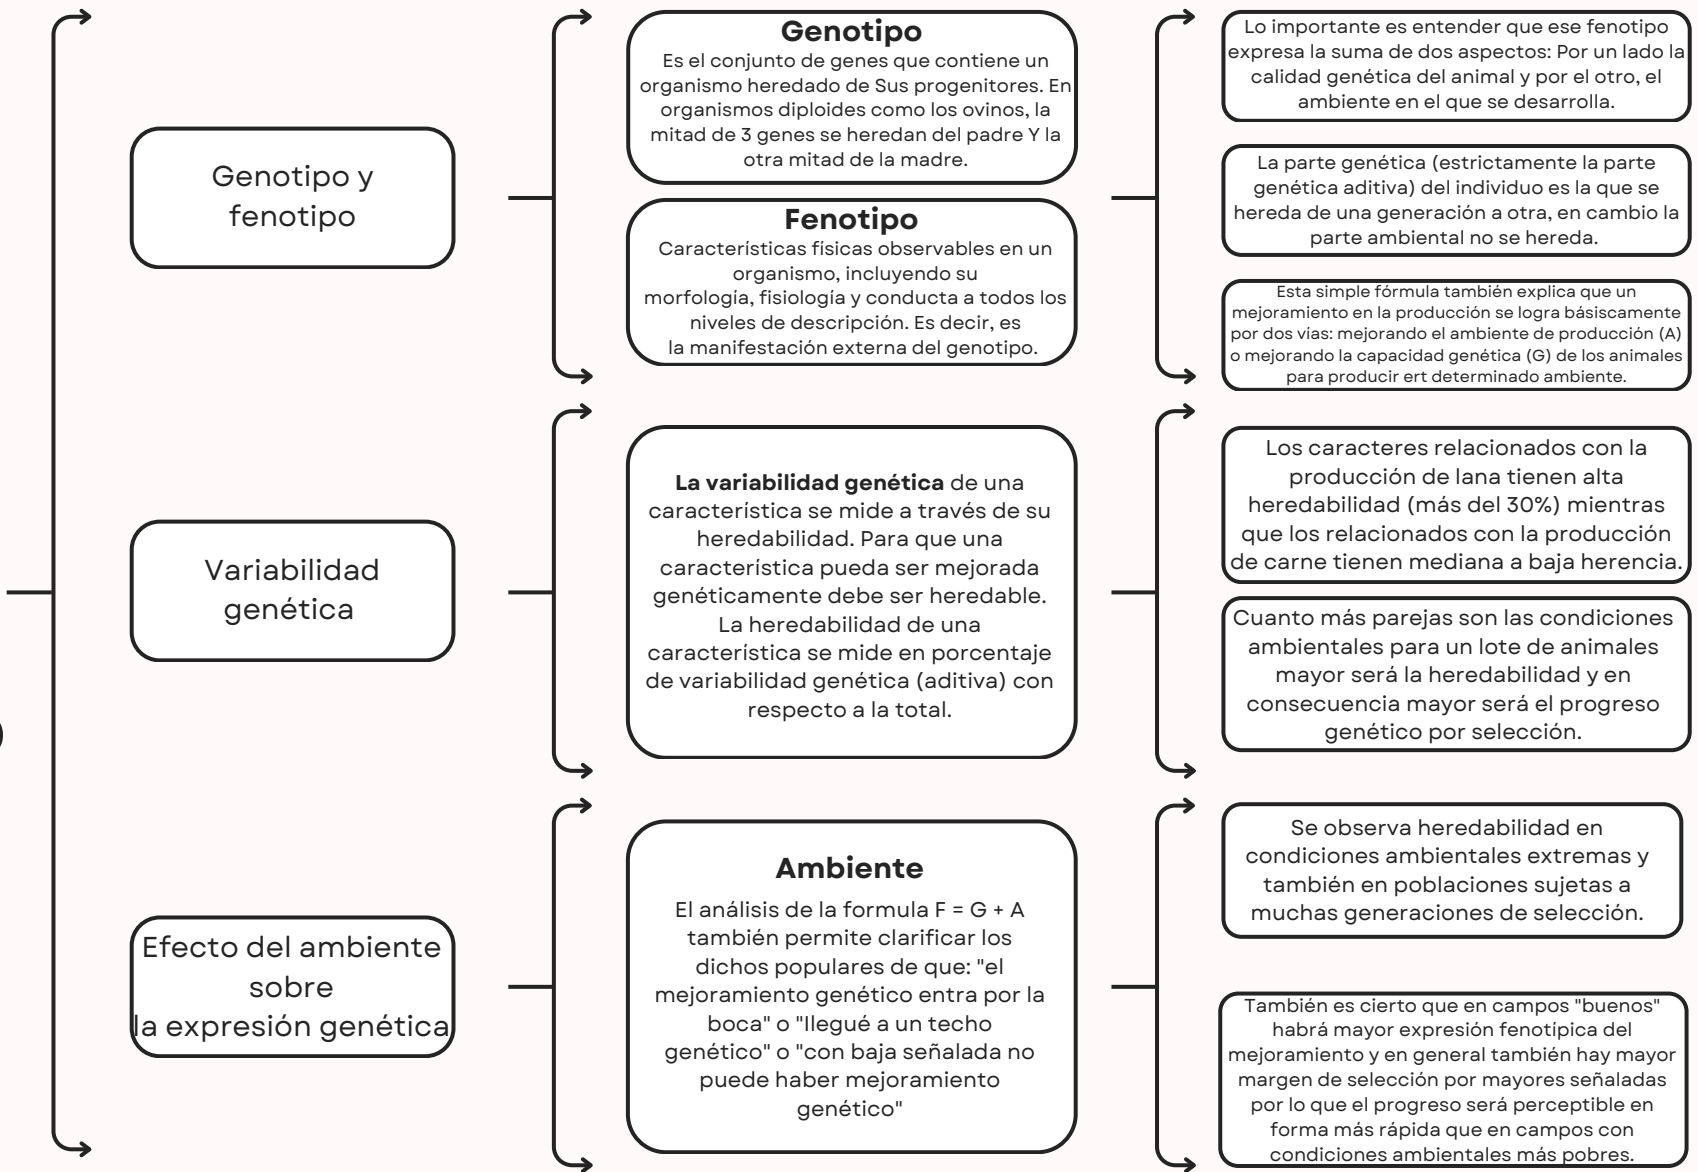 Genotipo y
fenotipo
Genotipo
Es el conjunto de genes que contiene un
organismo heredado de Sus progenitores. En
organismos diploides como los ovinos, la
mitad de 3 genes se heredan del padre Y la
otra mitad de la madre.
Fenotipo
Características físicas observables en un
organismo, incluyendo su
morfología, fisiología y conducta a todos los
niveles de descripción. Es decir, es
la manifestación externa del genotipo.
Lo importante es entender que ese fenotipo
expresa la suma de dos aspectos: Por un lado la
calidad genética del animal y por el otro, el
ambiente en el que se desarrolla.
La parte genética (estrictamente la parte
genética aditiva) del individuo es la que se
hereda de una generación a otra, en cambio la
parte ambiental no se hereda.
Esta simple fórmula también explica que un
mejoramiento en la producción se logra básiscamente
por dos vías: mejorando el ambiente de producción (A)
o mejorando la capacidad genética (G) de los animales
para producir ert determinado ambiente.
Variabilidad
genética
La variabilidad genética de una
característica se mide a través de su
heredabilidad. Para que una
característica pueda ser mejorada
genéticamente debe ser heredable.
La heredabilidad de una
característica se mide en porcentaje
de variabilidad genética (aditiva) con
respecto a la total.
Los caracteres relacionados con la
producción de lana tienen alta
heredabilidad (más del 30%) mientras
que los relacionados con la producción
de carne tienen mediana a baja herencia.
Cuanto más parejas son las condiciones
ambientales para un lote de animales
mayor será la heredabilidad y en
consecuencia mayor será el progreso
genético por selección.
Efecto del ambiente
sobre
la expresión genética
Ambiente
El análisis de la formula F = G + A
también permite clarificar los
dichos populares de que: "el
mejoramiento genético entra por la
boca" o "llegué a un techo
genético" o "con baja señalada no
puede haber mejoramiento
genético"
Se observa heredabilidad en
condiciones ambientales extremas y
también en poblaciones sujetas a
muchas generaciones de selección.
También es cierto que en campos "buenos"
habrá mayor expresión fenotípica del
mejoramiento y en general también hay mayor
margen de selección por mayores señaladas
por lo que el progreso será perceptible en
forma más rápida que en campos con
condiciones ambientales más pobres.